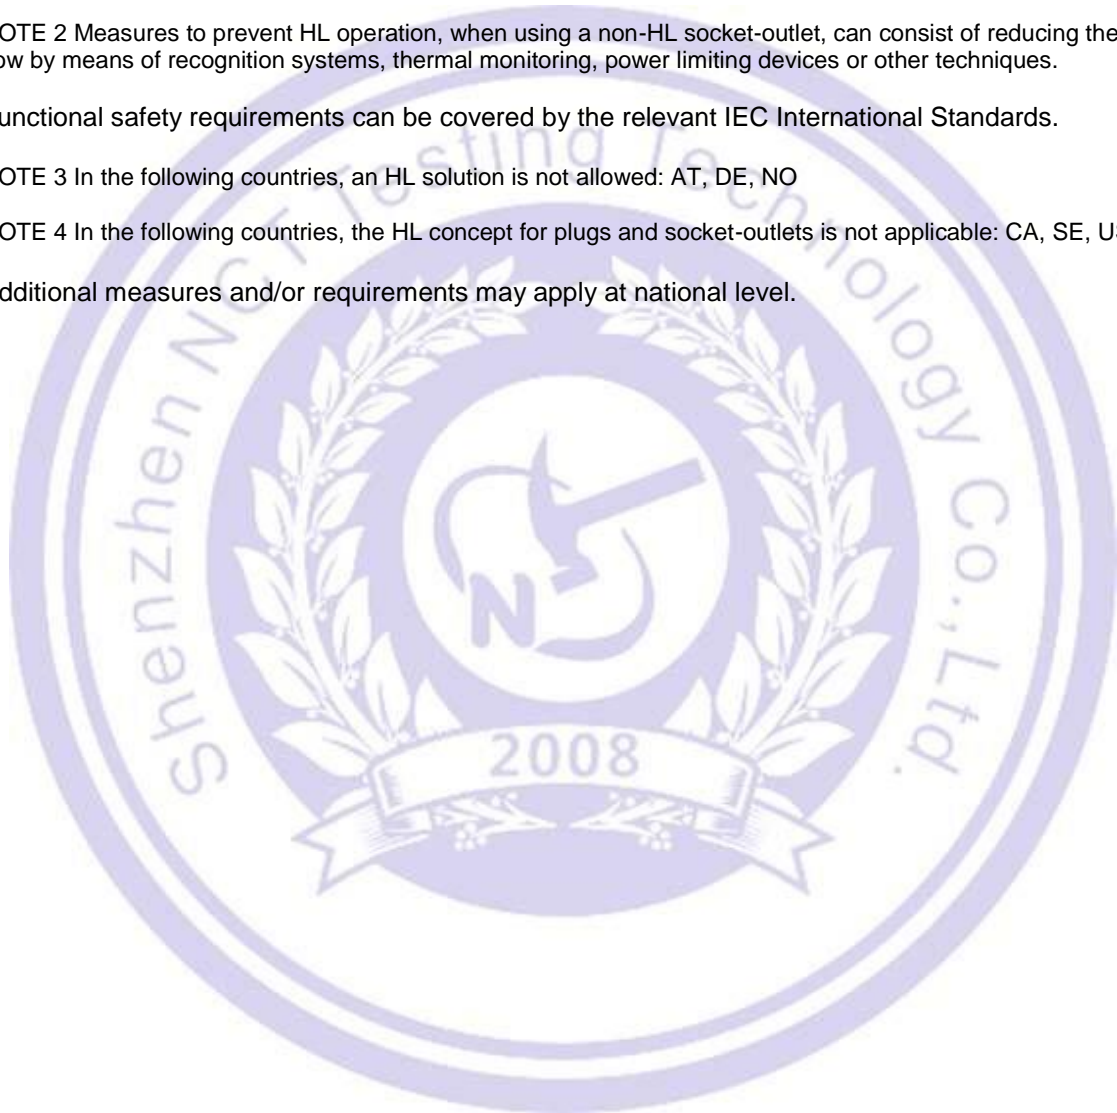 OTE 2 Measures to prevent HL operation, when using a non-HL socket-outlet, can consist of reducing the
ow by means of recognition systems, thermal monitoring, power limiting devices or other techniques.
unctional safety requirements can be covered by the relevant IEC International Standards.
OTE 3 In the following countries, an HL solution is not allowed: AT, DE, NO
OTE 4 In the following countries, the HL concept for plugs and socket-outlets is not applicable: CA, SE, US
dditional measures and/or requirements may apply at national level.
Shenzhen NCT Testing Technology Co.,Ltd.
N
2008